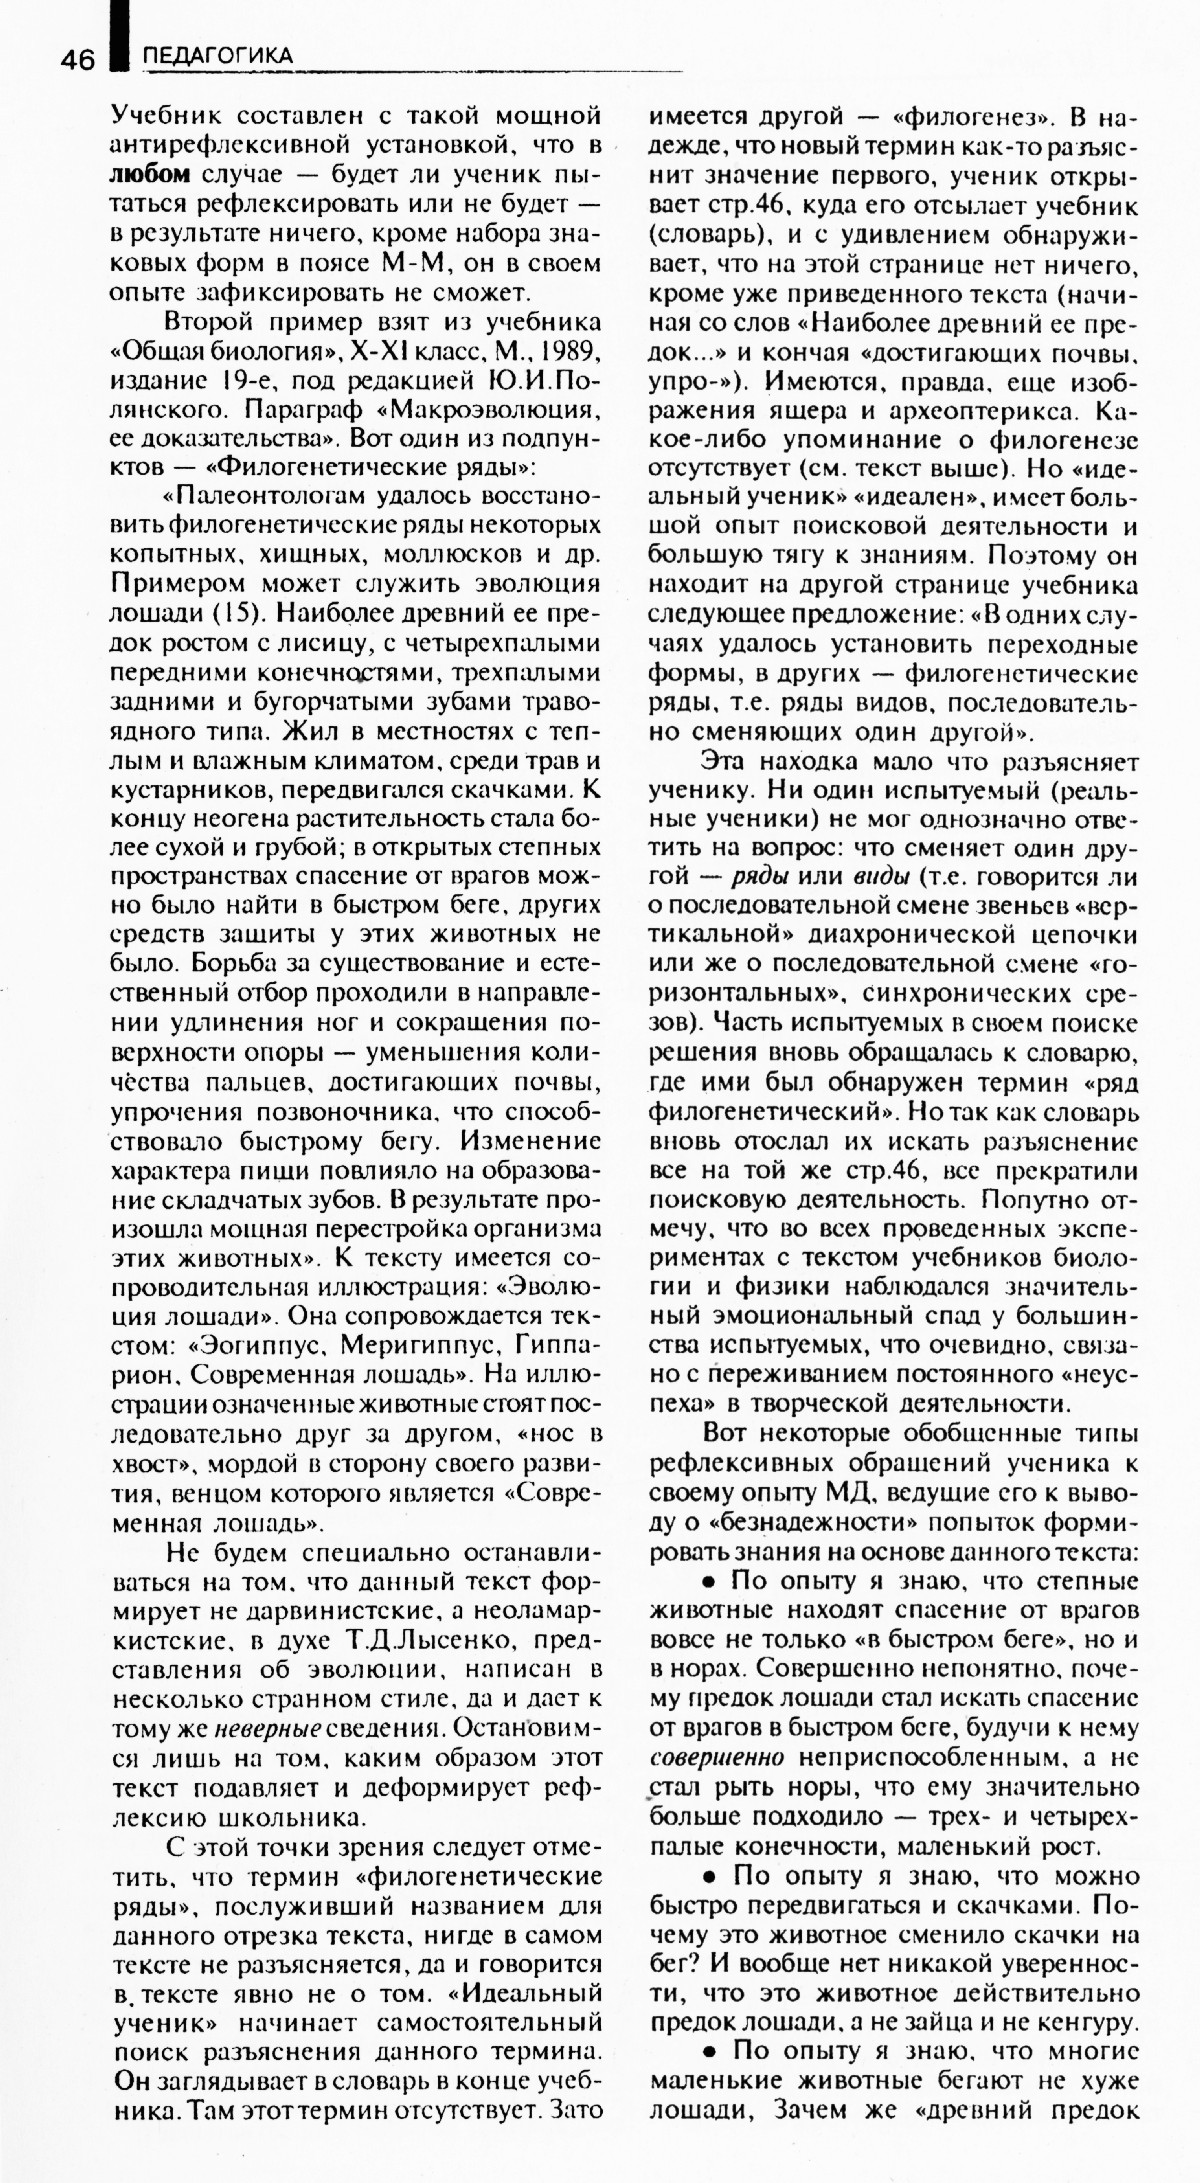 46
ПЕДАГОГИКА
Учебник составлен с такой мощной
антирефлексивной установкой, что в
любом случае — будет ли ученик пы-
таться рефлексировать или не будет —
в результате ничего, кроме набора зна-
ковых форм в поясе М-М, он в своем
опыте зафиксировать не сможет.
Второй пример взят из учебника
«Общая биология», X-XI класс, М., 1989,
издание 19-е, под редакцией Ю.И.По-
лянского. Параграф «Макроэволюция,
ее доказательства». Вот один из подпун-
ктов — «Филогенетические ряды»:
«Палеонтологам удалось восстано-
вить филогенетические ряды некоторых
копытных, хищных, моллюсков и др.
Примером может служить эволюция
лошади (15). Наиболее древний ее пре-
док ростом с лисицу, с четырехпалыми
передними конечностями, трехпалыми
задними и бугорчатыми зубами траво-
ядного типа. Жил в местностях с теп-
лым и влажным климатом, среди трав и
кустарников, передвигался скачками. К
концу неогена растительность стала бо-
лее сухой и грубой; в открытых степных
пространствах спасение от врагов мож-
но было найти в быстром беге, других
средств защиты у этих животных не
было. Борьба за существование и есте-
ственный отбор проходили в направле-
нии удлинения ног и сокращения по-
верхности опоры — уменьшения коли-
чества пальцев, достигающих почвы,
упрочения позвоночника, что способ-
ствовало быстрому бегу. Изменение
характера пищи повлияло на образова-
ние складчатых зубов. В результате про-
изошла мощная перестройка организма
этих животных». К тексту имеется со-
проводительная иллюстрация: «Эволю-
ция лошади». Она сопровождается тек-
стом: «Эогиппус, Меригиппус, Гиппа-
рион, Современная лошадь». На иллю-
страции означенные животные стоят пос-
ледовательно друг за другом, «нос в
хвост», мордой в сторону своего разви-
тия, венцом которого является «Совре-
менная лошадь».
Не будем специально останавли-
ваться на том, что данный текст фор-
мирует не дарвинистские, а неоламар-
кистские, в духе Т.Д.Лысенко, пред-
ставления об эволюции, написан в
несколько странном стиле, да и дает к
тому же неверные сведения. Остановим-
ся лишь на том, каким образом этот
текст подавляет и деформирует реф-
лексию школьника.
С этой точки зрения следует отме-
тить, что термин «филогенетические
ряды», послуживший названием для
данного отрезка текста, нигде в самом
тексте не разъясняется, да и говорится
в тексте явно не о том. «Идеальный
ученик» начинает самостоятельный
поиск разъяснения данного термина.
Он заглядывает в словарь в конце учеб-
ника. Там этот термин отсутствует. Зато
имеется другой — «филогенез». В на-
дежде, что новый термин как-то разъяс-
нит значение первого, ученик откры-
вает стр.46, куда его отсылает учебник
(словарь), и с удивлением обнаружи-
вает, что на этой странице нет ничего,
кроме уже приведенного текста (начи-
ная со слов «Наиболее древний ее пре-
док...» и кончая «достигающих почвы,
упро-»). Имеются, правда, еще изоб-
ражения ящера и археоптерикса. Ка-
кое-либо упоминание о филогенезе
отсутствует (см. текст выше). Но «иде-
альный ученик» «идеален», имеет боль-
шой опыт поисковой деятельности и
большую тягу к знаниям. Поэтому он
находит на другой странице учебника
следующее предложение: «В одних слу-
чаях удалось установить переходные
формы, в других — филогенетические
ряды, т.е. ряды видов, последователь-
но сменяющих один другой».
Эта находка мало что разъясняет
ученику. Ни один испытуемый (реаль-
ные ученики) не мог однозначно отве-
тить на вопрос: что сменяет один дру-
гой — ряды или виды (т.е. говорится ли
о последовательной смене звеньев «вер-
тикальной» диахронической цепочки
или же о последовательной смене «го-
ризонтальных», синхронических сре-
зов). Часть испытуемых в своем поиске
решения вновь обращалась к словарю,
где ими был обнаружен термин «ряд
филогенетический». Но так как словарь
вновь отослал их искать разъяснение
все на той же стр.46, все прекратили
поисковую деятельность. Попутно от-
мечу, что во всех проведенных экспе-
риментах с текстом учебников биоло-
гии и физики наблюдался значитель-
ный эмоциональный спад у большин-
ства испытуемых, что очевидно, связа-
но с переживанием постоянного «неус-
пеха» в творческой деятельности.
Вот некоторые обобщенные типы
рефлексивных обращений ученика к
своему опыту МД, ведущие его к выво-
ду о «безнадежности» попыток форми-
ровать знания на основе данного текста:
• По опыту я знаю, что степные
животные находят спасение от врагов
вовсе не только «в быстром беге», но и
в норах. Совершенно непонятно, поче-
му предок лошади стал искать спасение
от врагов в быстром беге, будучи к нему
совершенно неприспособленным, а не
стал рыть норы, что ему значительно
больше подходило — трех- и четырех-
палые конечности, маленький рост.
• По опыту я знаю, что можно
быстро передвигаться и скачками. По-
чему это животное сменило скачки на
бег? И вообще нет никакой увереннос-
ти, что это животное действительно
предок лошади, а не зайца и не кенгуру.
• По опыту я знаю, что многие
маленькие животные бегают не хуже
лошади, Зачем же «древний предок